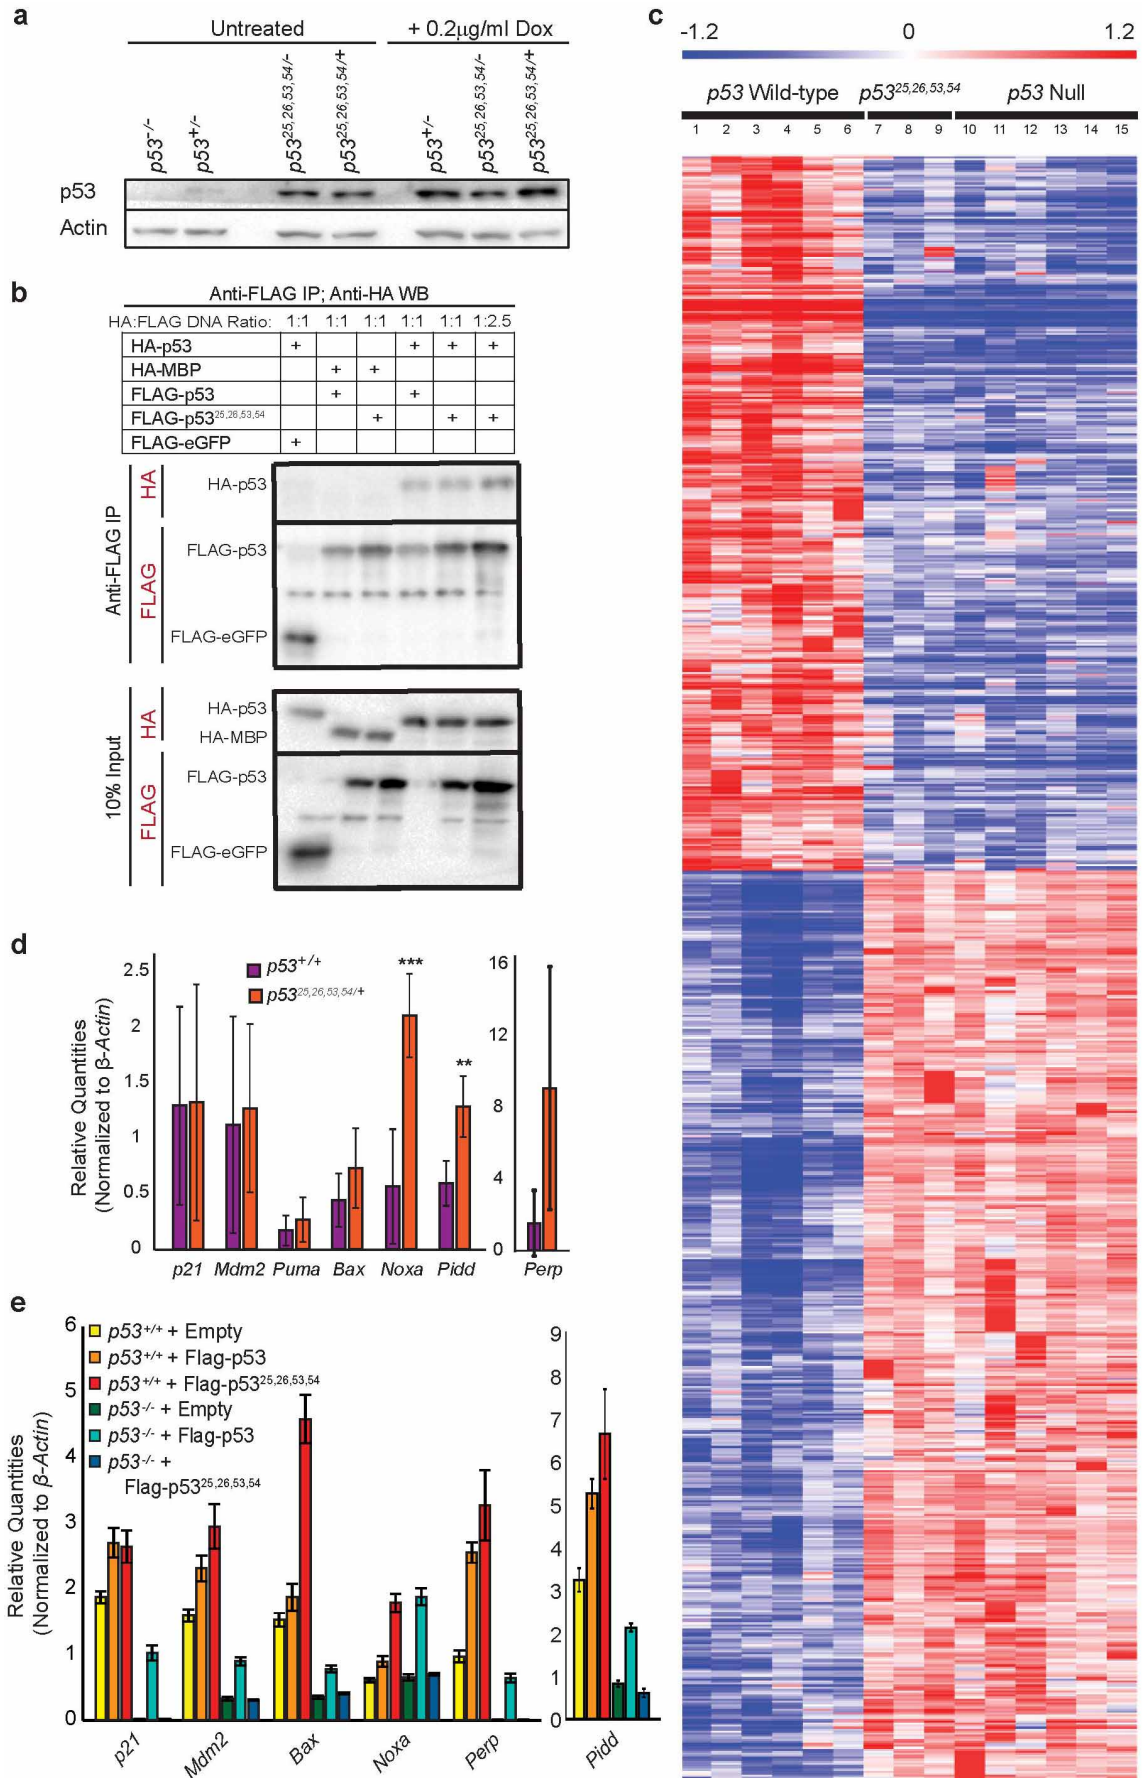 a
Untreated
+ 0.2μg/ml Dox
p53-/-
p53+/-
p5325,26,53,54/-
p5325,26,53,54/+
p53+/-
p5325,26,53,54/-
p5325,26,53,54/+
p53
Actin
b
Anti-FLAG IP; Anti-HA WB
HA:FLAG DNA Ratio: 1:1 1:1 1:1 1:1 1:1 1:2.5
HA-p53 + + + +
HA-MBP + +
FLAG-p53 + +
FLAG-p5325,26,53,54 + + +
FLAG-eGFP +
Anti-FLAG IP
HA
HA-p53
FLAG
FLAG-p53
FLAG-eGFP
10% Input
HA
HA-p53
HA-MBP
FLAG
FLAG-p53
FLAG-eGFP
c
-1.2 0 1.2
p53 Wild-type p5325,26,53,54 p53 Null
1 2 3 4 5 6 7 8 9 10 11 12 13 14 15
d
Relative Quantities
(Normalized to β-Actin)
2.5
2
1.5
1
0.5
0
p53+/+
p5325,26,53,54/+
***
**
16
12
8
4
0
p21 Mdm2 Puma Bax Noxa Pidd Perp
e
Relative Quantities
(Normalized to β-Actin)
6
5
4
3
2
1
0
p53+/+ + Empty
p53+/+ + Flag-p53
p53+/+ + Flag-p5325,26,53,54
p53-/- + Empty
p53-/- + Flag-p53
p53-/- +
Flag-p5325,26,53,54
9
8
7
6
5
4
3
2
1
0
p21 Mdm2 Bax Noxa Perp Pidd